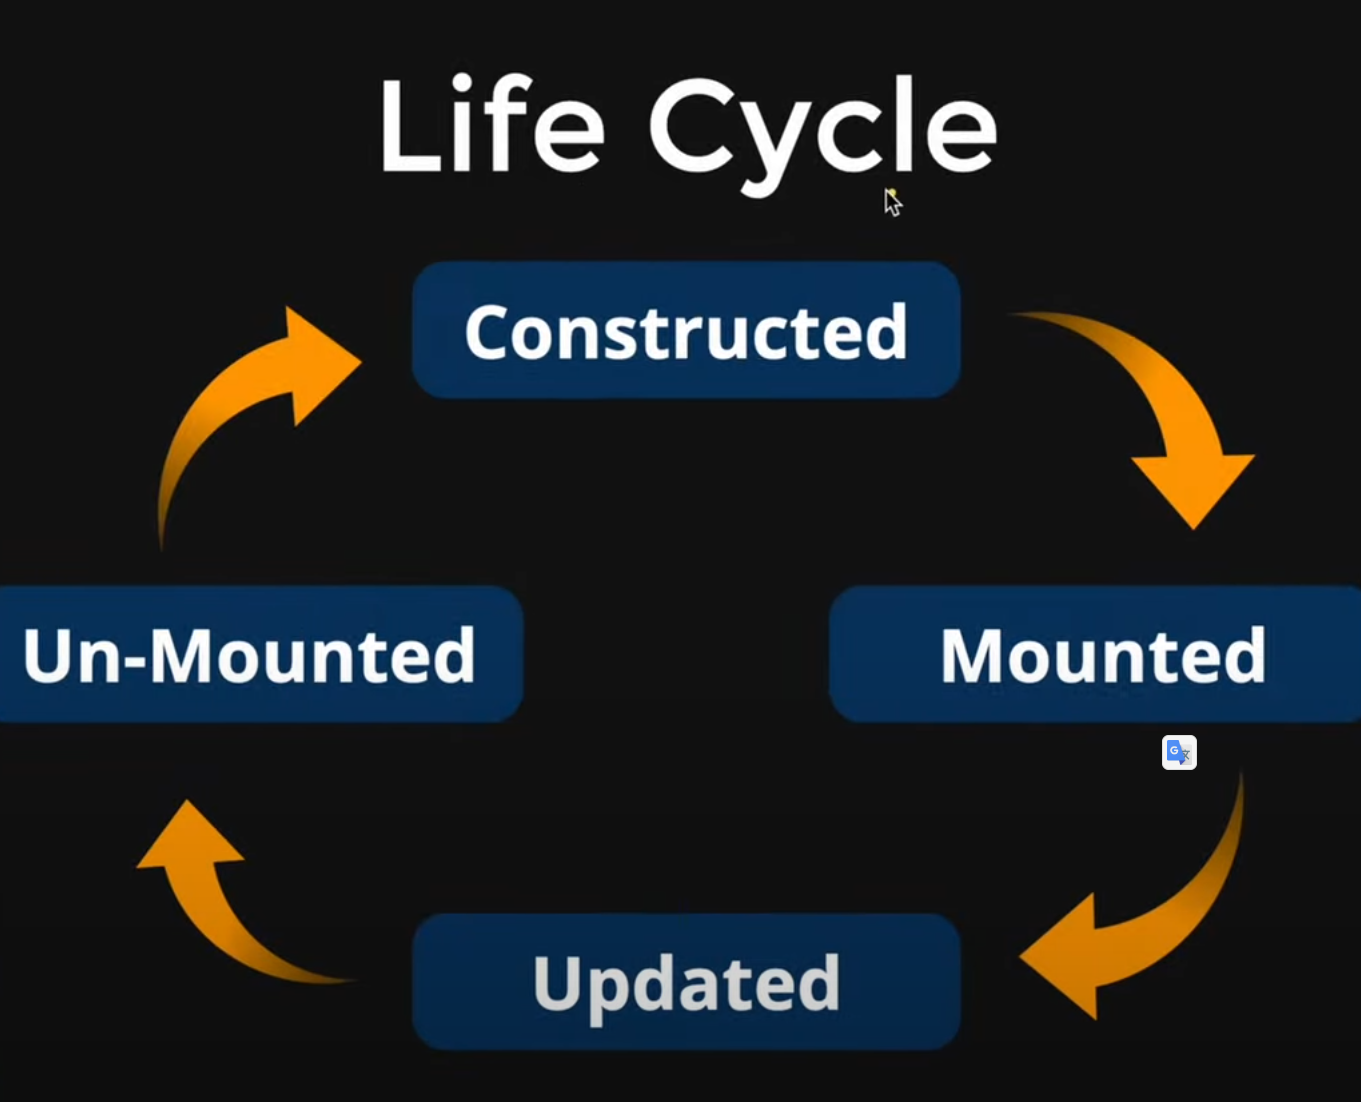 Life Cycle
Constructed
Un-Mounted
Mounted
G
Updated